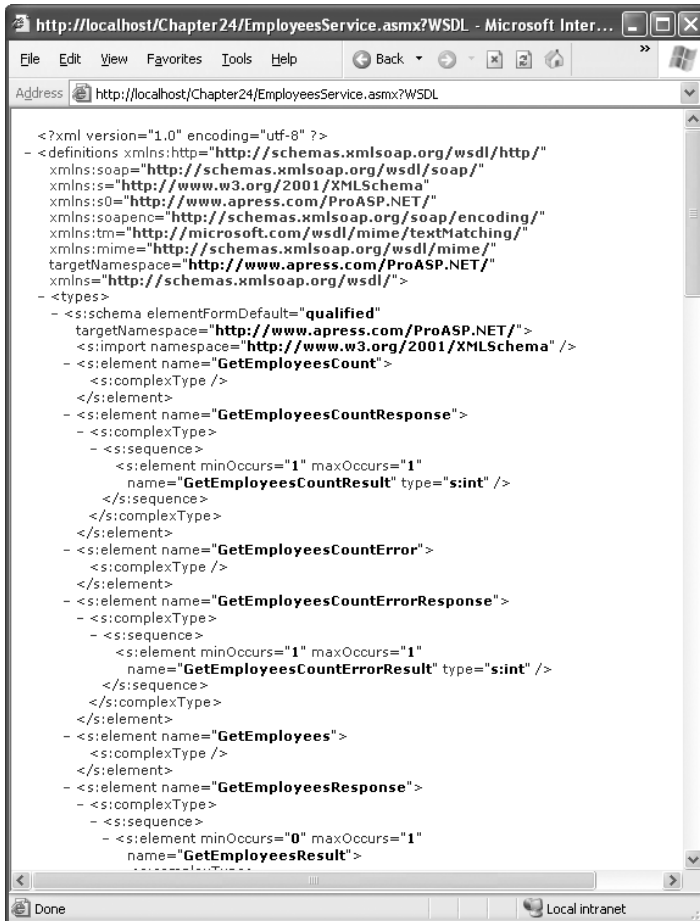 http://localhost/Chapter24/EmployeesService.asmx?WSDL - Microsoft Inter...
File Edit View Favorites Tools Help Back »
Address http://localhost/Chapter24/EmployeesService.asmx?WSDL
<?xml version="1.0" encoding="utf-8" ?>
- <definitions xmlns:http="http://schemas.xmlsoap.org/wsdl/http/"
xmlns:soap="http://schemas.xmlsoap.org/wsdl/soap/"
xmlns:s="http://www.w3.org/2001/XMLSchema"
xmlns:s0="http://www.apress.com/ProASP.NET/"
xmlns:soapenc="http://schemas.xmlsoap.org/soap/encoding/"
xmlns:tm="http://microsoft.com/wsdl/mime/textMatching/"
xmlns:mime="http://schemas.xmlsoap.org/wsdl/mime/"
targetNamespace="http://www.apress.com/ProASP.NET/"
xmlns="http://schemas.xmlsoap.org/wsdl/">
- <types>
- <s:schema elementFormDefault="qualified"
targetNamespace="http://www.apress.com/ProASP.NET/">
<s:import namespace="http://www.w3.org/2001/XMLSchema" />
- <s:element name="GetEmployeesCount">
<s:complexType />
</s:element>
- <s:element name="GetEmployeesCountResponse">
- <s:complexType>
- <s:sequence>
<s:element minOccurs="1" maxOccurs="1"
name="GetEmployeesCountResult" type="s:int" />
</s:sequence>
</s:complexType>
</s:element>
- <s:element name="GetEmployeesCountError">
<s:complexType />
</s:element>
- <s:element name="GetEmployeesCountErrorResponse">
- <s:complexType>
- <s:sequence>
<s:element minOccurs="1" maxOccurs="1"
name="GetEmployeesCountErrorResult" type="s:int" />
</s:sequence>
</s:complexType>
</s:element>
- <s:element name="GetEmployees">
<s:complexType />
</s:element>
- <s:element name="GetEmployeesResponse">
- <s:complexType>
- <s:sequence>
- <s:element minOccurs="0" maxOccurs="1"
name="GetEmployeesResult">
Done Local intranet